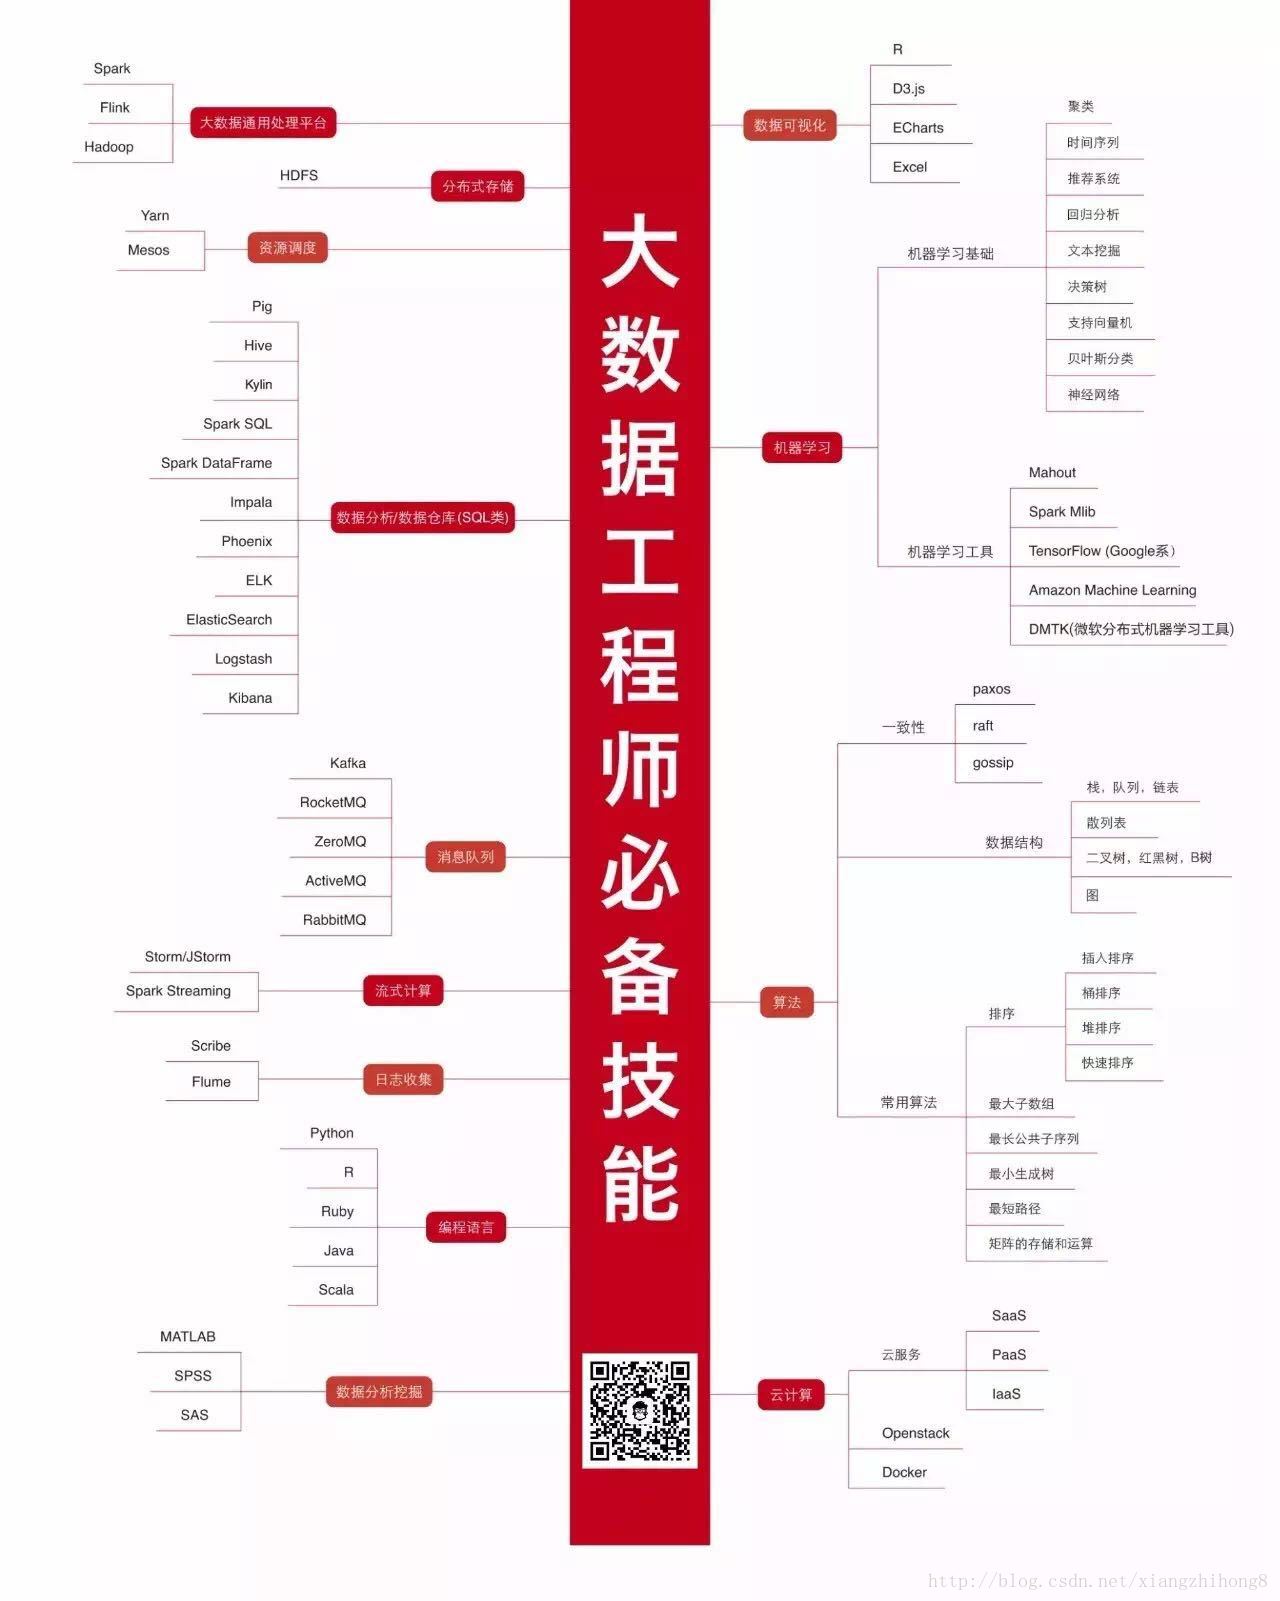 大数据工程师必备技能
大数据通用处理平台
Spark
Flink
Hadoop
分布式存储
HDFS
资源调度
Yarn
Mesos
数据分析/数据仓库(SQL类)
Pig
Hive
Kylin
Spark SQL
Spark DataFrame
Impala
Phoenix
ELK
ElasticSearch
Logstash
Kibana
消息队列
Kafka
RocketMQ
ZeroMQ
ActiveMQ
RabbitMQ
流式计算
Storm/JStorm
Spark Streaming
日志收集
Scribe
Flume
编程语言
Python
R
Ruby
Java
Scala
数据分析挖掘
MATLAB
SPSS
SAS
数据可视化
R
D3.js
ECharts
Excel
机器学习
机器学习基础
聚类
时间序列
推荐系统
回归分析
文本挖掘
决策树
支持向量机
贝叶斯分类
神经网络
机器学习工具
Mahout
Spark Mlib
TensorFlow (Google系）
Amazon Machine Learning
DMTK(微软分布式机器学习工具)
算法
一致性
paxos
raft
gossip
数据结构
栈，队列，链表
散列表
二叉树，红黑树，B树
图
常用算法
排序
插入排序
桶排序
堆排序
快速排序
最大子数组
最长公共子序列
最小生成树
最短路径
矩阵的存储和运算
云计算
云服务
SaaS
PaaS
IaaS
Openstack
Docker
http://blog.csdn.net/xiangzhihong8